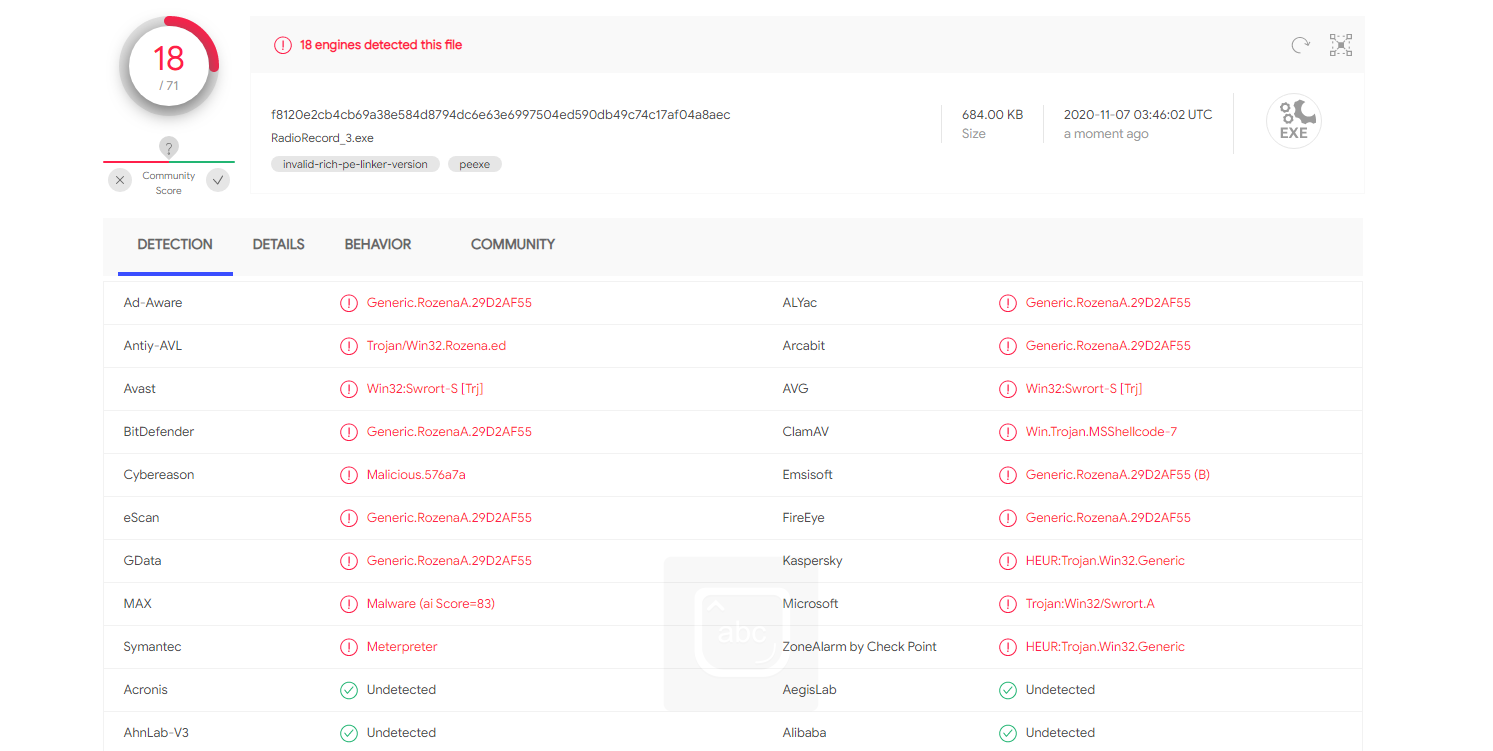 18
/ 71
?
Community
Score
18 engines detected this file
f8120e2cb4cb69a38e584d8794dc6e63e6997504ed590db49c74c17af04a8aec
RadioRecord_3.exe
invalid-rich-pe-linker-version peexe
684.00 KB
Size
2020-11-07 03:46:02 UTC
a moment ago
EXE
DETECTION DETAILS BEHAVIOR COMMUNITY
Ad-Aware Generic.RozenaA.29D2AF55 ALYac Generic.RozenaA.29D2AF55
Antiy-AVL Trojan/Win32.Rozena.ed Arcabit Generic.RozenaA.29D2AF55
Avast Win32:Swrort-S [Trj] AVG Win32:Swrort-S [Trj]
BitDefender Generic.RozenaA.29D2AF55 ClamAV Win.Trojan.MSShellcode-7
Cybereason Malicious.576a7a Emsisoft Generic.RozenaA.29D2AF55 (B)
eScan Generic.RozenaA.29D2AF55 FireEye Generic.RozenaA.29D2AF55
GData Generic.RozenaA.29D2AF55 Kaspersky HEUR:Trojan.Win32.Generic
MAX Malware (ai Score=83) Microsoft Trojan:Win32/Swrort.A
abc
Symantec Meterpreter ZoneAlarm by Check Point HEUR:Trojan.Win32.Generic
Acronis Undetected AegisLab Undetected
AhnLab-V3 Undetected Alibaba Undetected